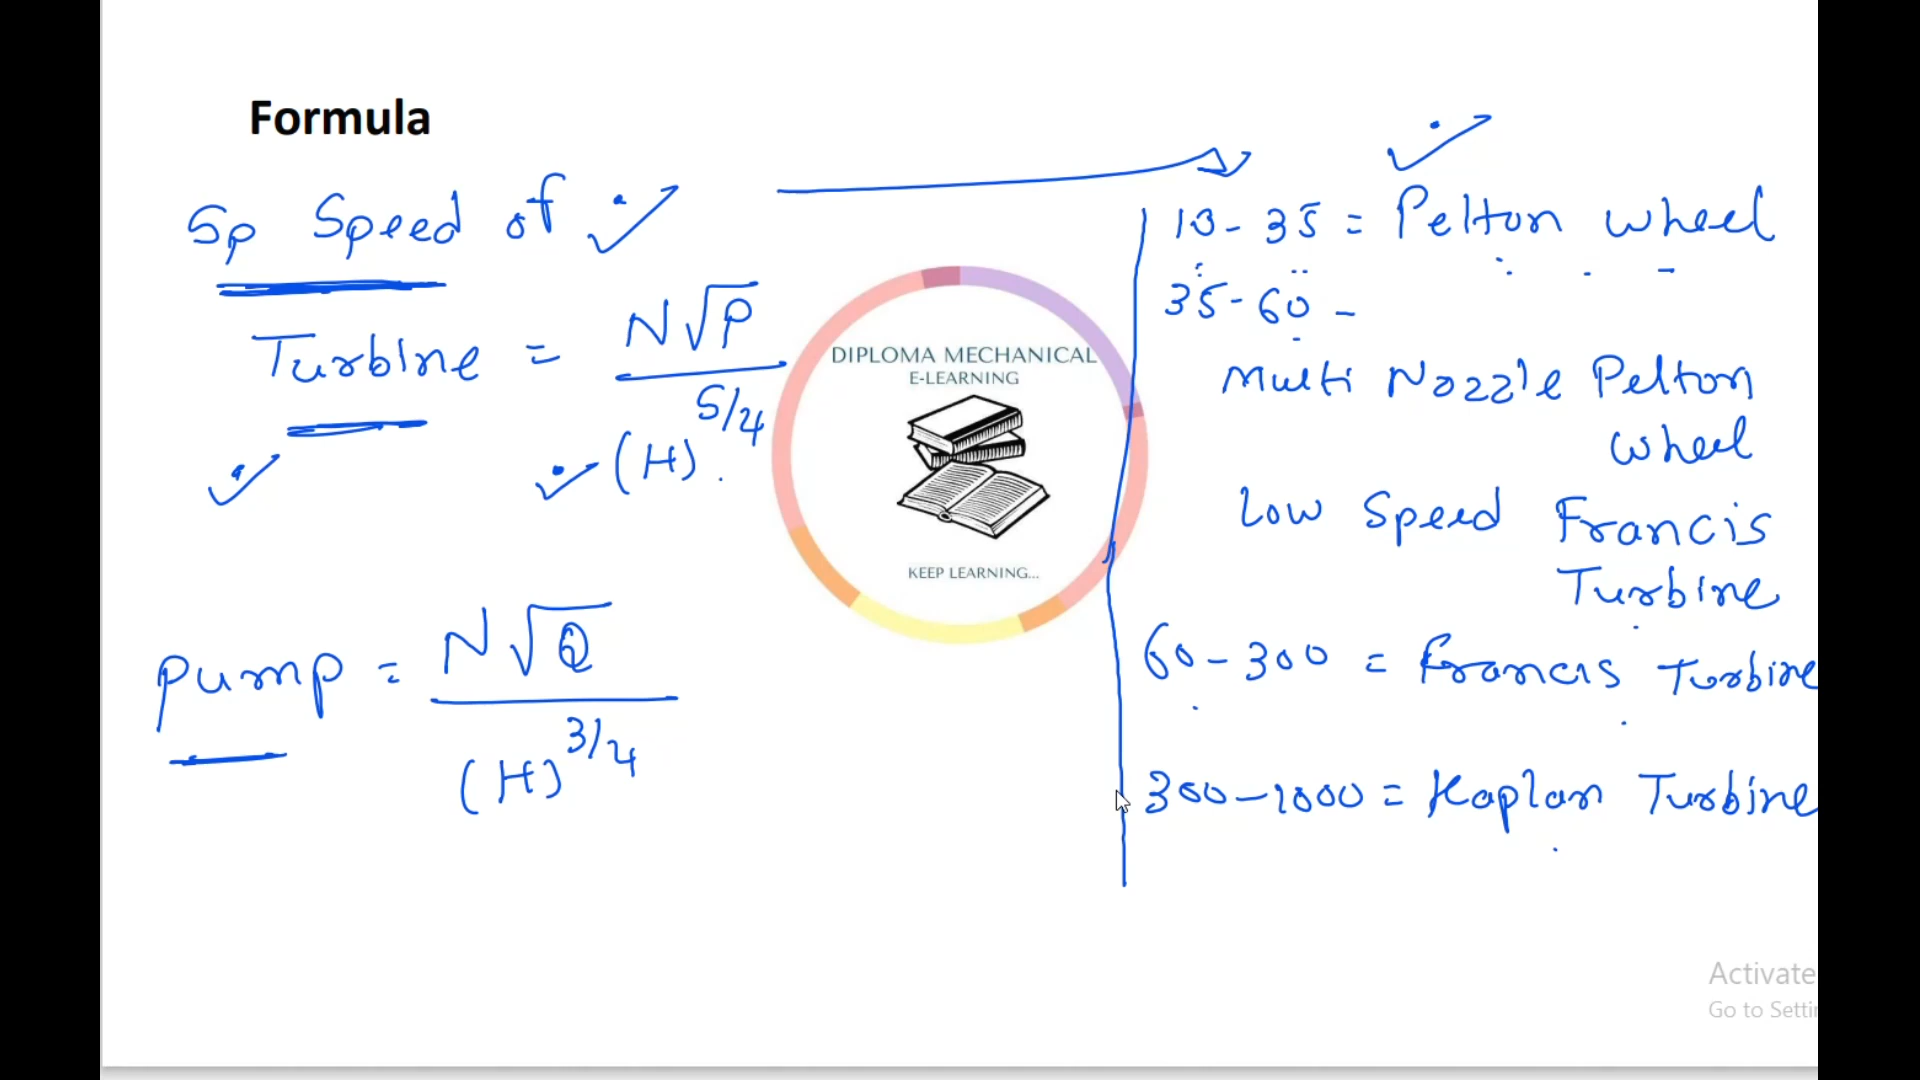 Formula
Sp Speed of
Turbine = N√P / (H)^5/4
Pump = N√Q / (H)^3/4
DIPLOMA MECHANICAL
E-LEARNING
KEEP LEARNING...
10-35 = Pelton wheel
35-60 -
Multi Nozzle Pelton
wheel
Low Speed Francis
Turbine
60-300 = Francis Turbine
300-1000 = Kaplan Turbine
Activate
Go to Setti